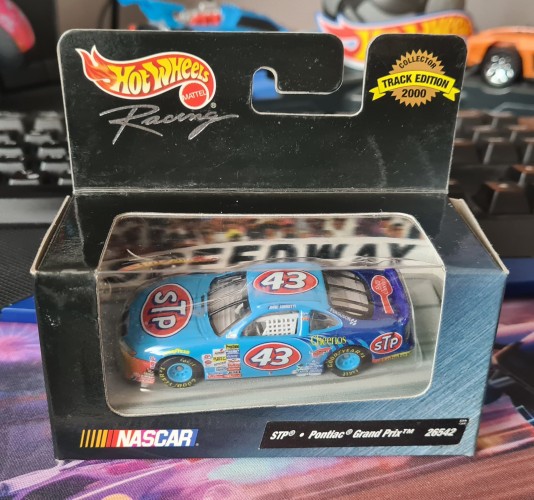 Hot Wheels
MATTEL
Racing
COLLECTOR
TRACK EDITION
2000
SPEEDWAY
43
STP
Cheerios
43
STP
NASCAR
STP® • Pontiac® Grand Prix™ 26542